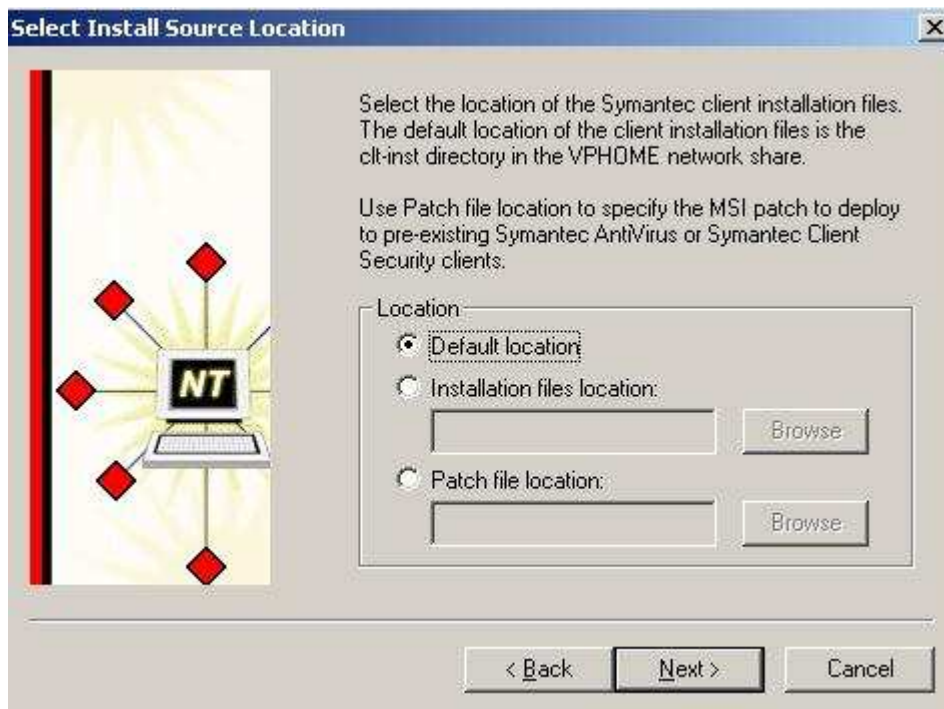 Select Install Source Location
Select the location of the Symantec client installation files.
The default location of the client installation files is the
clt-inst directory in the VPHOME network share.
Use Patch file location to specify the MSI patch to deploy
to pre-existing Symantec AntiVirus or Symantec Client
Security clients.
Location
Default location
Installation files location:
Browse
Patch file location:
Browse
NT
< Back
Next >
Cancel